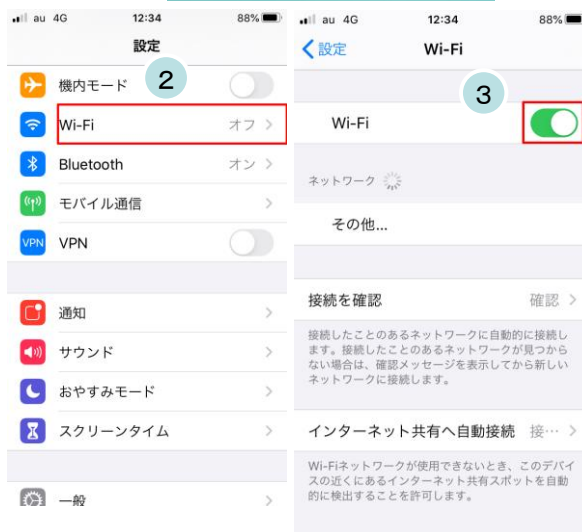 au 4G 12:34 88%
設定
2
機内モード
Wi-Fi オフ
Bluetooth オン
モバイル通信
VPN VPN
通知
サウンド
おやすみモード
スクリーンタイム
一般
au 4G 12:34 88%
設定 Wi-Fi
3
Wi-Fi
ネットワーク
その他...
接続を確認 確認
接続したことのあるネットワークに自動的に接続し
ます。接続したことのあるネットワークが見つから
ない場合は、確認メッセージを表示してから新しい
ネットワークに接続します。
インターネット共有へ自動接続 接…
Wi-Fiネットワークが使用できないとき、このデバイ
スの近くにあるインターネット共有スポットを自動
的に検出することを許可します。